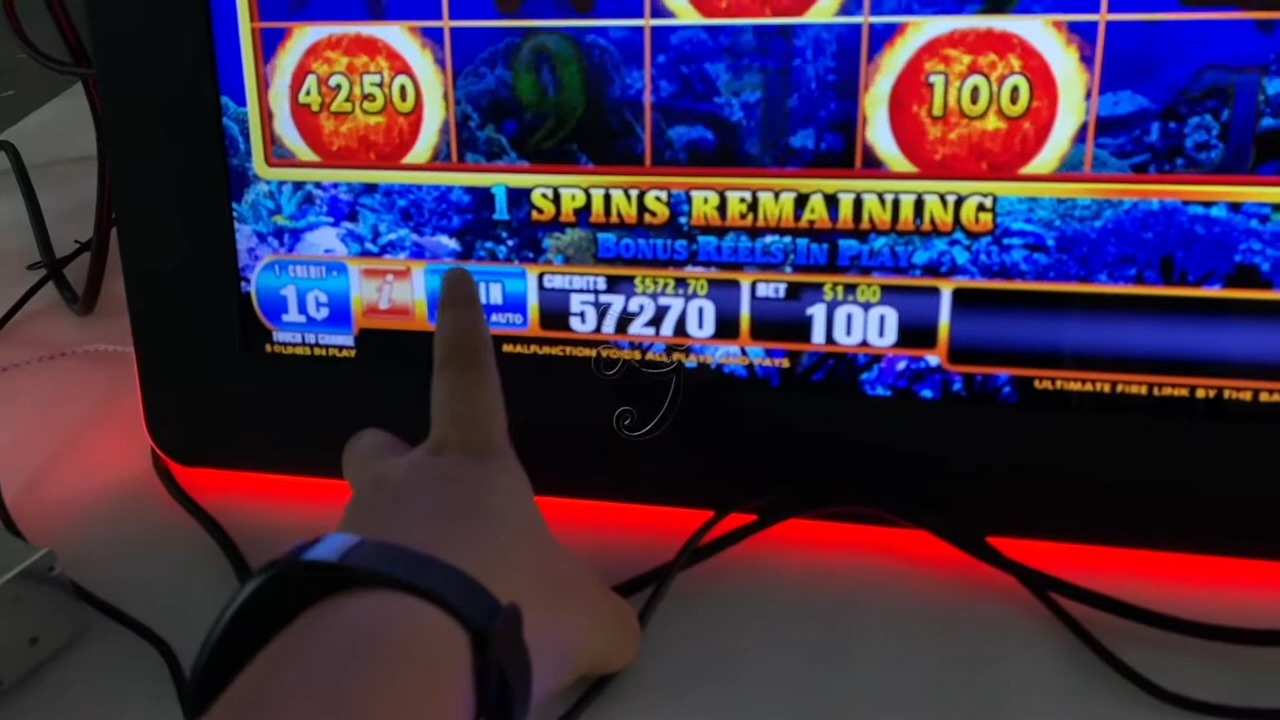 4250
9
100
1 SPINS REMAINING
BONUS REELS IN PLAY
1 CREDIT =
1¢
TOUCH TO CHANGE
50 LINES IN PLAY
i
AUTO
CREDITS $572.70
57270
BET $1.00
100
MALFUNCTION VOIDS ALL PLAYS AND PAYS
ULTIMATE FIRE LINK BY THE